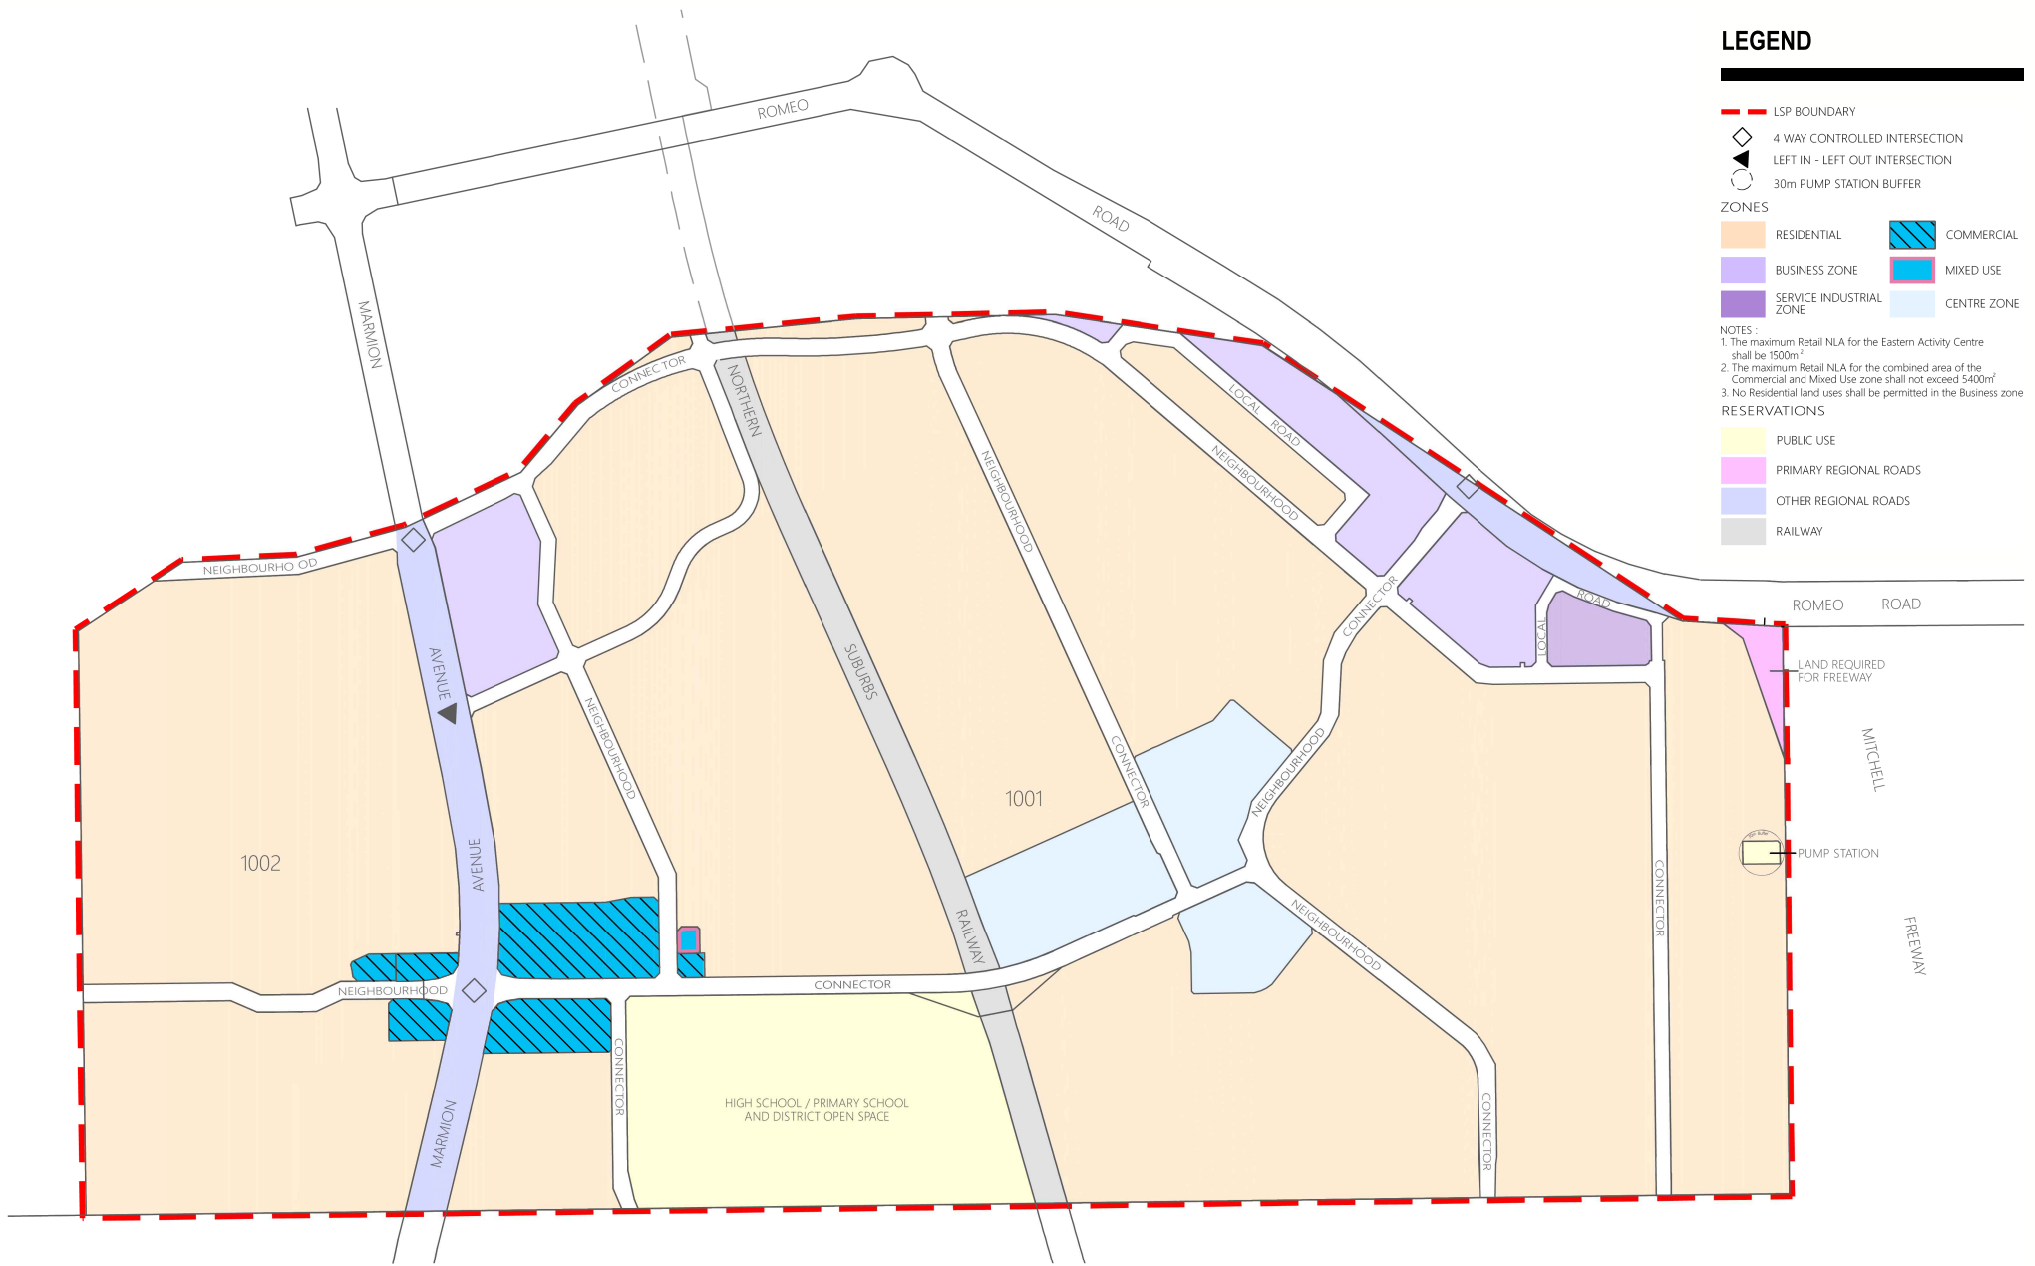 LEGEND
LSP BOUNDARY
4 WAY CONTROLLED INTERSECTION
LEFT IN - LEFT OUT INTERSECTION
30m PUMP STATION BUFFER
ZONES
RESIDENTIAL
COMMERCIAL
BUSINESS ZONE
MIXED USE
SERVICE INDUSTRIAL
ZONE
CENTRE ZONE
NOTES :
1. The maximum Retail NLA for the Eastern Activity Centre
shall be 1500m²
2. The maximum Retail NLA for the combined area of the
Commercial and Mixed Use zone shall not exceed 5400m²
3. No Residential land uses shall be permitted in the Business zone
RESERVATIONS
PUBLIC USE
PRIMARY REGIONAL ROADS
OTHER REGIONAL ROADS
RAILWAY
ROMEO
ROAD
MARMION
CONNECTOR
NORTHERN
LOCAL
ROAD
NEIGHBOURHOOD
NEIGHBOURHOOD
NEIGHBOURHO OD
CONNECTOR
ROAD
LOCAL
ROMEO ROAD
AVENUE
SUBURBS
LAND REQUIRED
FOR FREEWAY
NEIGHBOURHOOD
CONNECTOR
NEIGHBOURHOOD
MITCHELL
1001
1002
AVENUE
PUMP STATION
CONNECTOR
RAILWAY
NEIGHBOURHOOD
FREEWAY
NEIGHBOURHOOD
CONNECTOR
CONNECTOR
HIGH SCHOOL / PRIMARY SCHOOL
AND DISTRICT OPEN SPACE
MARMION
CONNECTOR